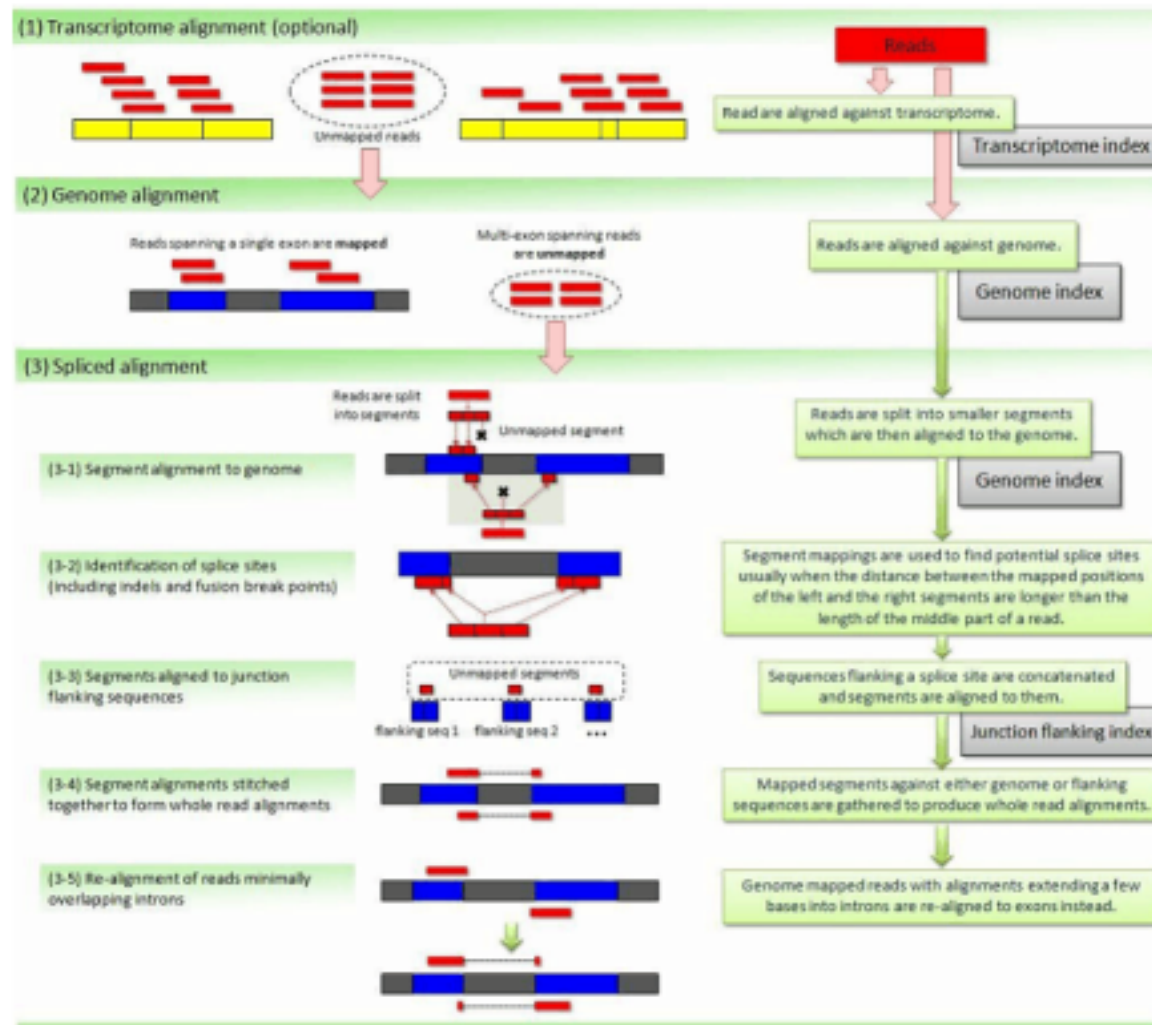 (1) Transcriptome alignment (optional)
Reads
Unmapped reads
Read are aligned against transcriptome.
Transcriptome index
(2) Genome alignment
Reads spanning a single exon are mapped
Multi-exon spanning reads
are unmapped
Reads are aligned against genome.
Genome index
(3) Spliced alignment
Reads are split
into segments
Unmapped segment
Reads are split into smaller segments
which are then aligned to the genome.
(3-1) Segment alignment to genome
Genome index
(3-2) Identification of splice sites
(including indels and fusion break points)
Segment mappings are used to find potential splice sites
usually when the distance between the mapped positions
of the left and the right segments are longer than the
length of the middle part of a read.
(3-3) Segments aligned to junction
flanking sequences
Unmapped segments
flanking seq 1
flanking seq 2
...
Sequences flanking a splice site are concatenated
and segments are aligned to them.
Junction flanking index
(3-4) Segment alignments stitched
together to form whole read alignments
Mapped segments against either genome or flanking
sequences are gathered to produce whole read alignments.
(3-5) Re-alignment of reads minimally
overlapping introns
Genome mapped reads with alignments extending a few
bases into introns are re-aligned to exons instead.